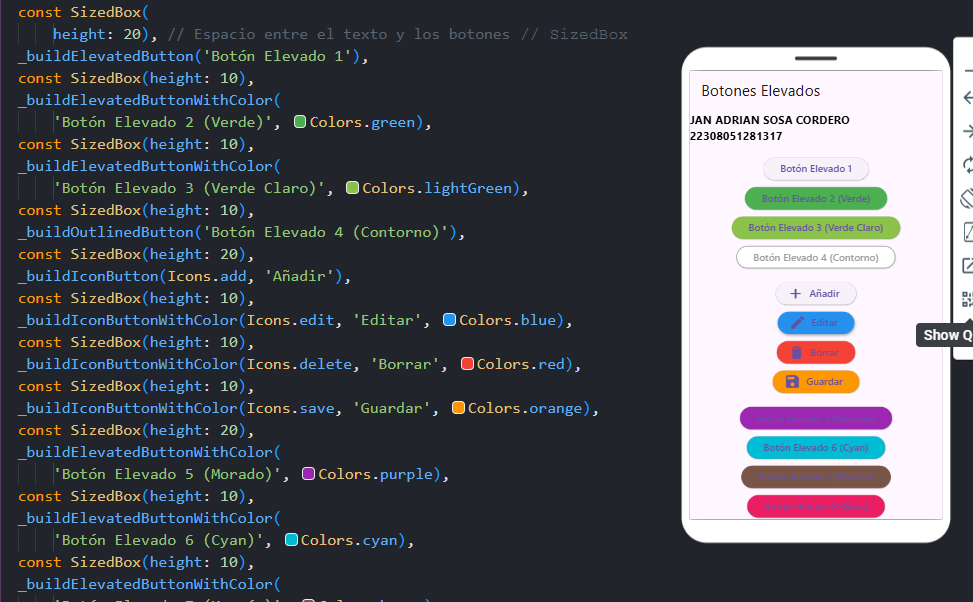 const SizedBox(
height: 20), // Espacio entre el texto y los botones // SizedBox
_buildElevatedButton('Botón Elevado 1'),
const SizedBox(height: 10),
_buildElevatedButtonWithColor(
'Botón Elevado 2 (Verde)', Colors.green),
const SizedBox(height: 10),
_buildElevatedButtonWithColor(
'Botón Elevado 3 (Verde Claro)', Colors.lightGreen),
const SizedBox(height: 10),
_buildOutlinedButton('Botón Elevado 4 (Contorno)'),
const SizedBox(height: 20),
_buildIconButton(Icons.add, 'Añadir'),
const SizedBox(height: 10),
_buildIconButtonWithColor(Icons.edit, 'Editar', Colors.blue),
const SizedBox(height: 10),
_buildIconButtonWithColor(Icons.delete, 'Borrar', Colors.red),
const SizedBox(height: 10),
_buildIconButtonWithColor(Icons.save, 'Guardar', Colors.orange),
const SizedBox(height: 20),
_buildElevatedButtonWithColor(
'Botón Elevado 5 (Morado)', Colors.purple),
const SizedBox(height: 10),
_buildElevatedButtonWithColor(
'Botón Elevado 6 (Cyan)', Colors.cyan),
const SizedBox(height: 10),
_buildElevatedButtonWithColor(
Botones Elevados
JAN ADRIAN SOSA CORDERO
22308051281317
Botón Elevado 1
Botón Elevado 2 (Verde)
Botón Elevado 3 (Verde Claro)
Botón Elevado 4 (Contorno)
Añadir
Editar
Borrar
Guardar
Botón Elevado 6 (Cyan)
Show Q